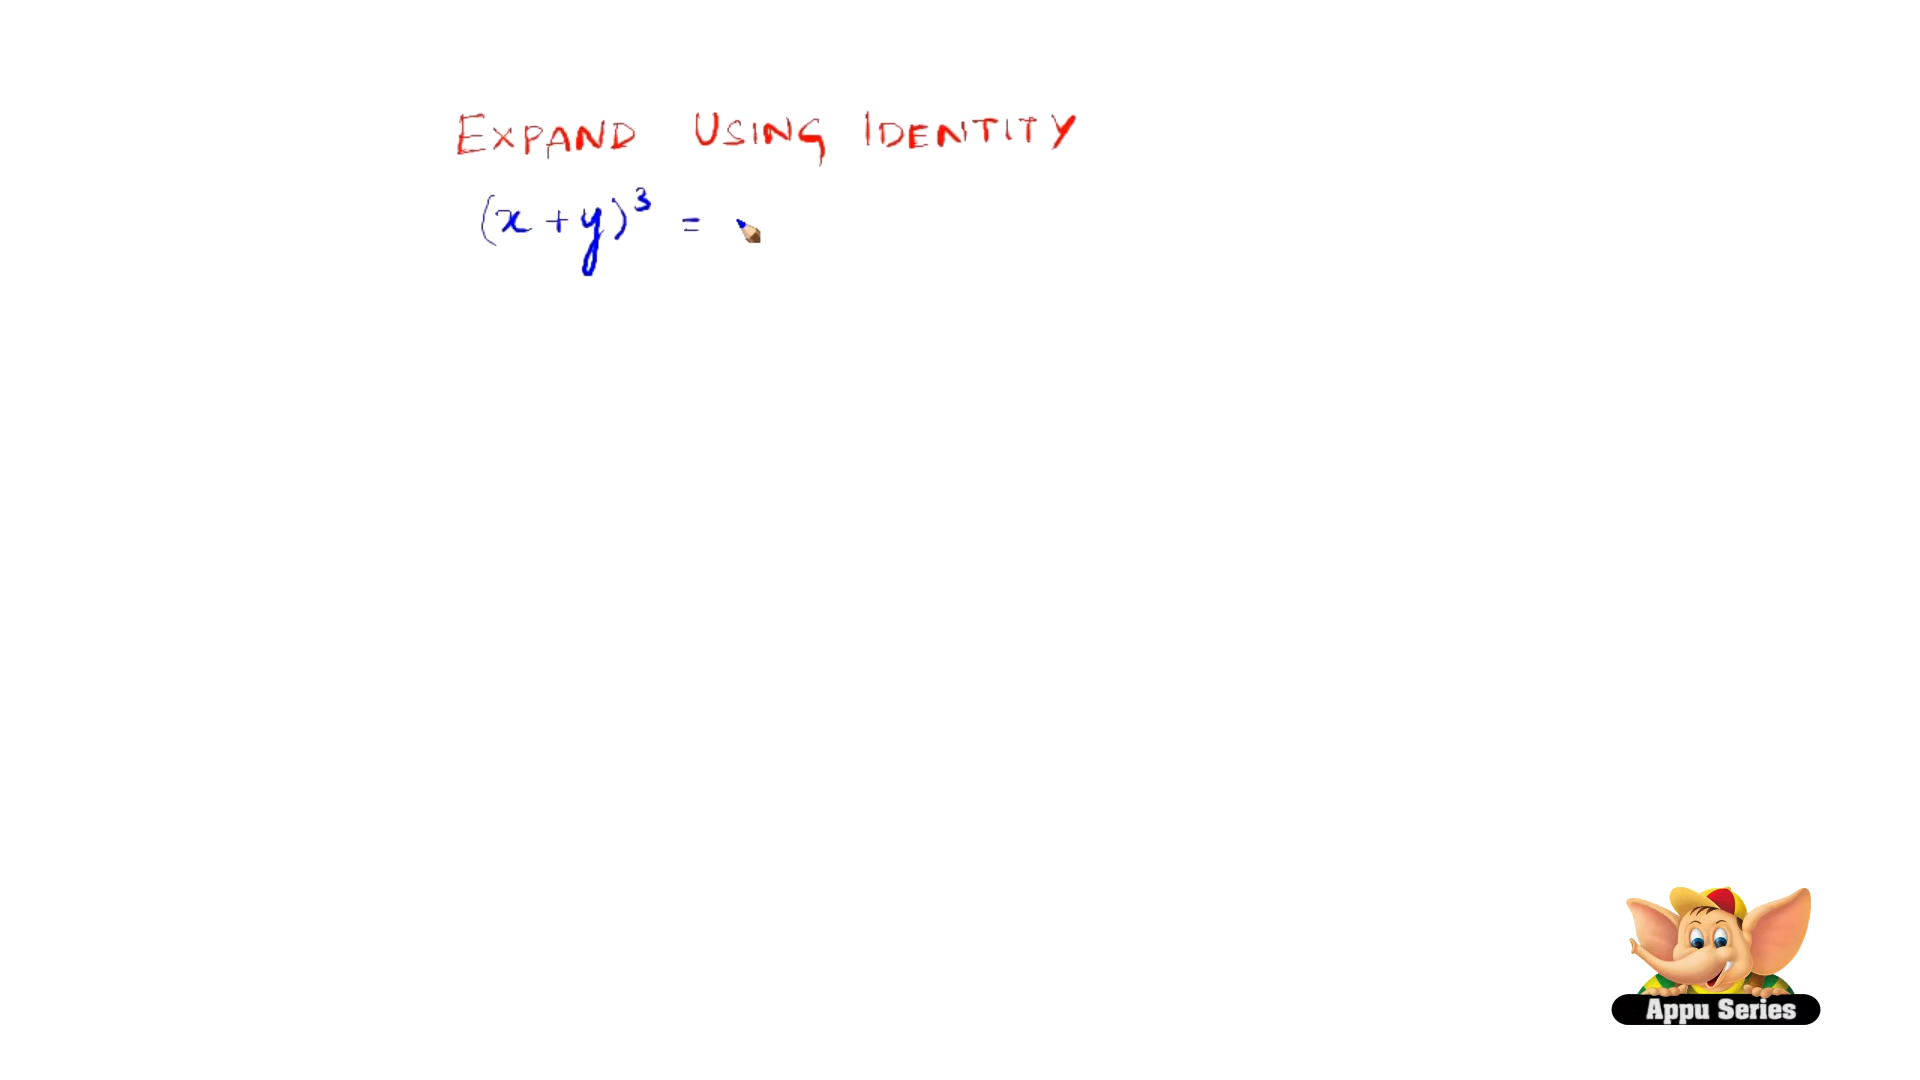 EXPAND USING IDENTITY
(x + y)³ =
Appu Series